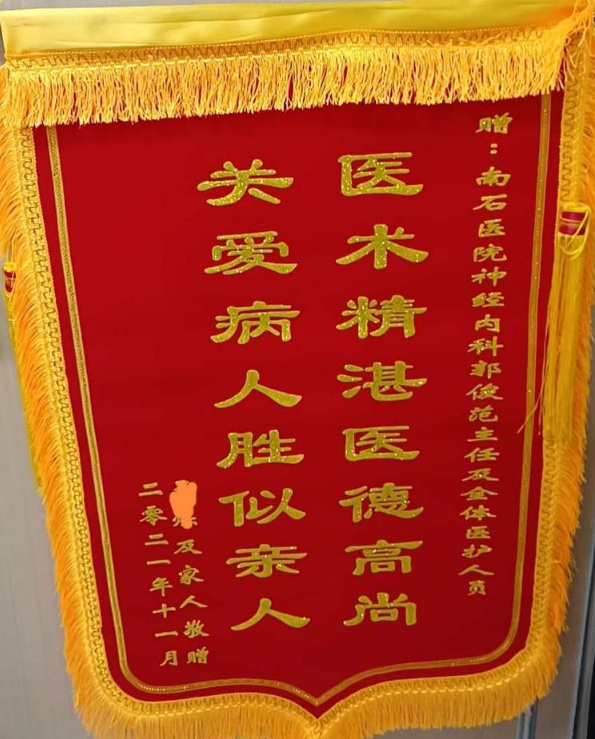 赠：南石医院神经内科郭俊范主任及全体医护人员
医术精湛医德高尚
关爱病人胜似亲人
及家人敬赠
二零二一年十一月